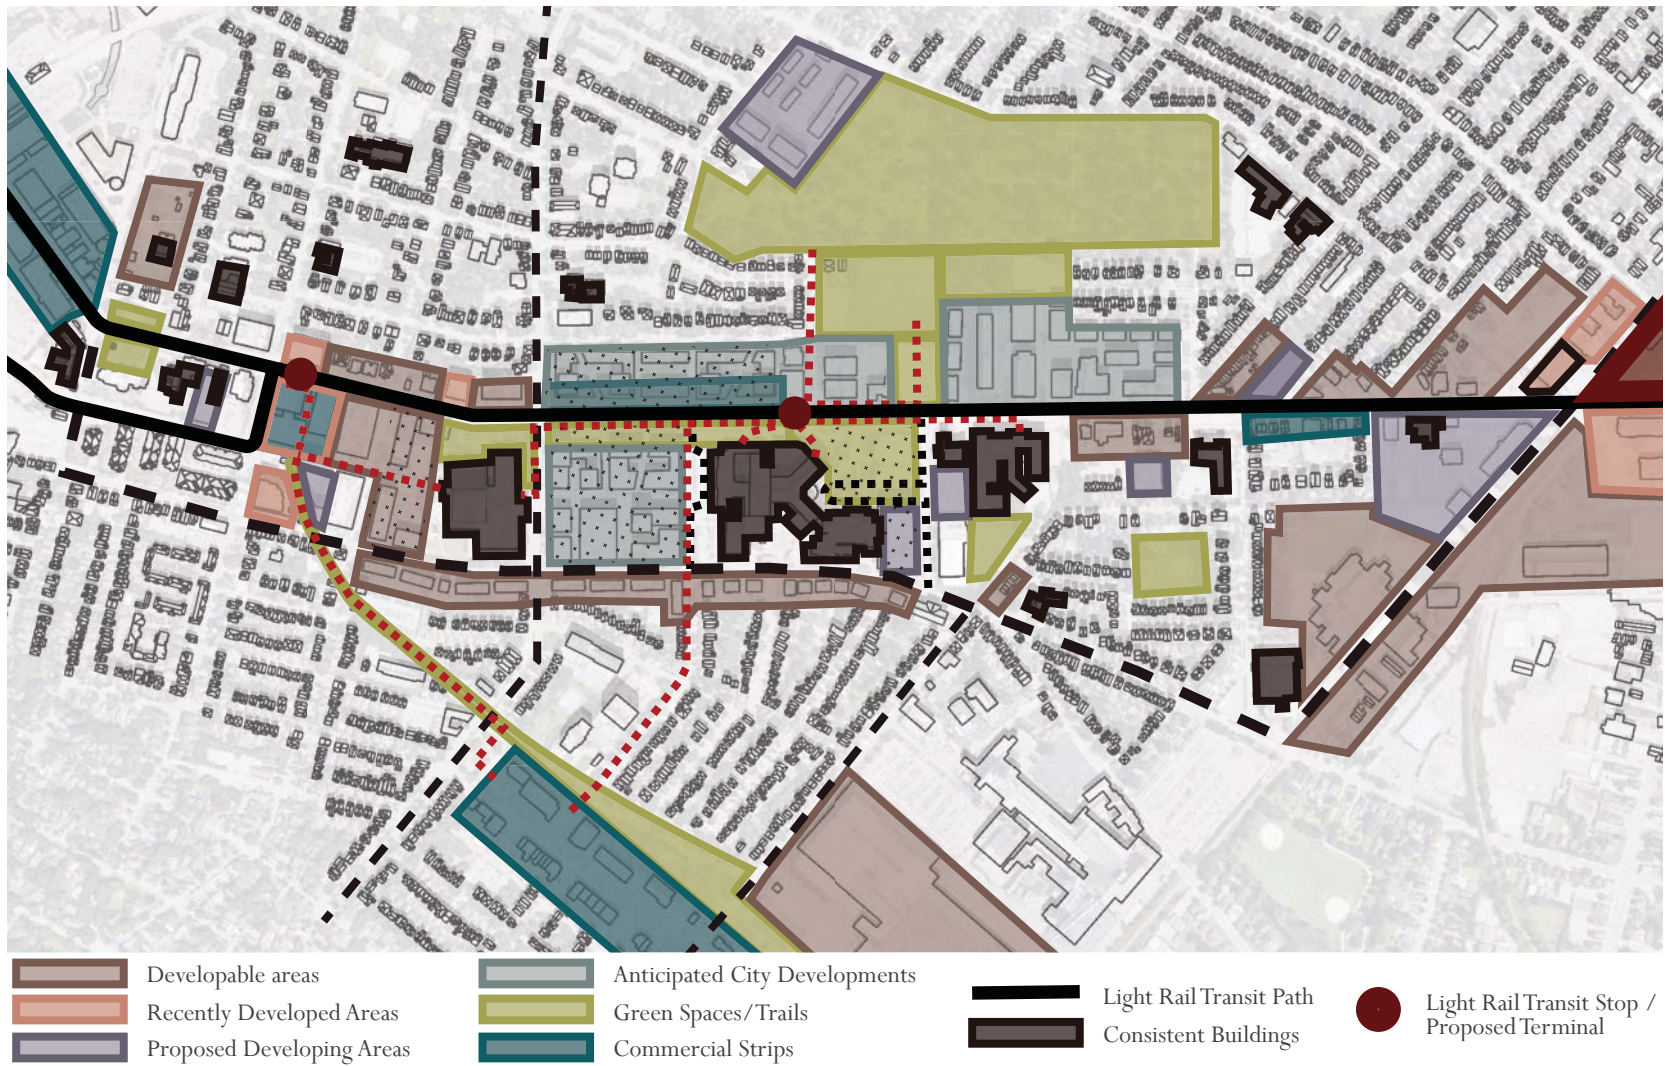 Developable areas
Recently Developed Areas
Proposed Developing Areas
Anticipated City Developments
Green Spaces/Trails
Commercial Strips
Light Rail Transit Path
Consistent Buildings
Light Rail Transit Stop /
Proposed Terminal